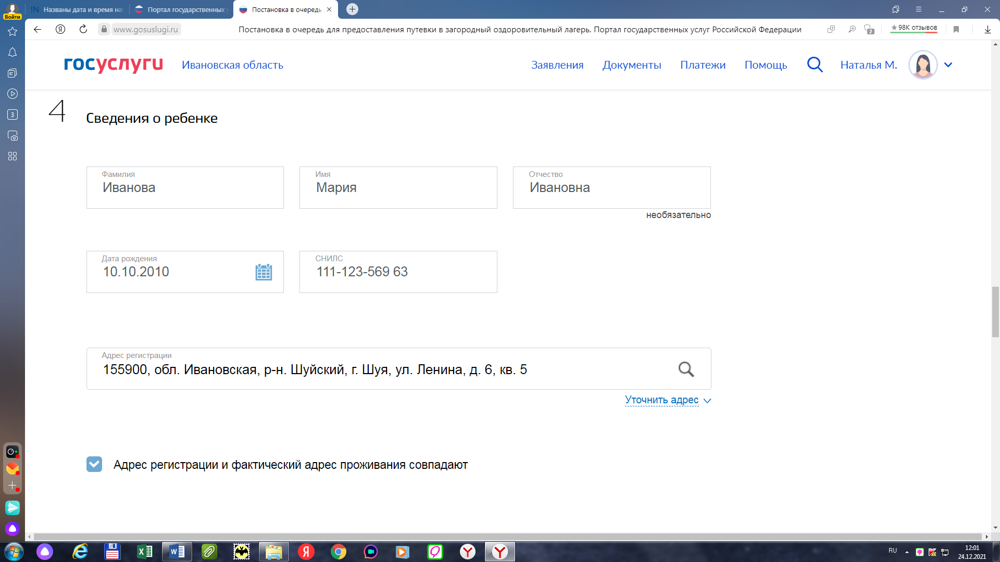 Войти
Названы дата и время на
Портал государственных
Постановка в очередь
www.gosuslugi.ru
Постановка в очередь для предоставления путевки в загородный оздоровительный лагерь. Портал государственных услуг Российской Федерации
2
★ 98К отзывов
3
госуслуги
Ивановская область
Заявления
Документы
Платежи
Помощь
Наталья М.
4
Сведения о ребенке
Фамилия
Иванова
Имя
Мария
Отчество
Ивановна
необязательно
Дата рождения
10.10.2010
СНИЛС
111-123-569 63
Адрес регистрации
155900, обл. Ивановская, р-н. Шуйский, г. Шуя, ул. Ленина, д. 6, кв. 5
Уточнить адрес
Адрес регистрации и фактический адрес проживания совпадают
RU
12:01
24.12.2021